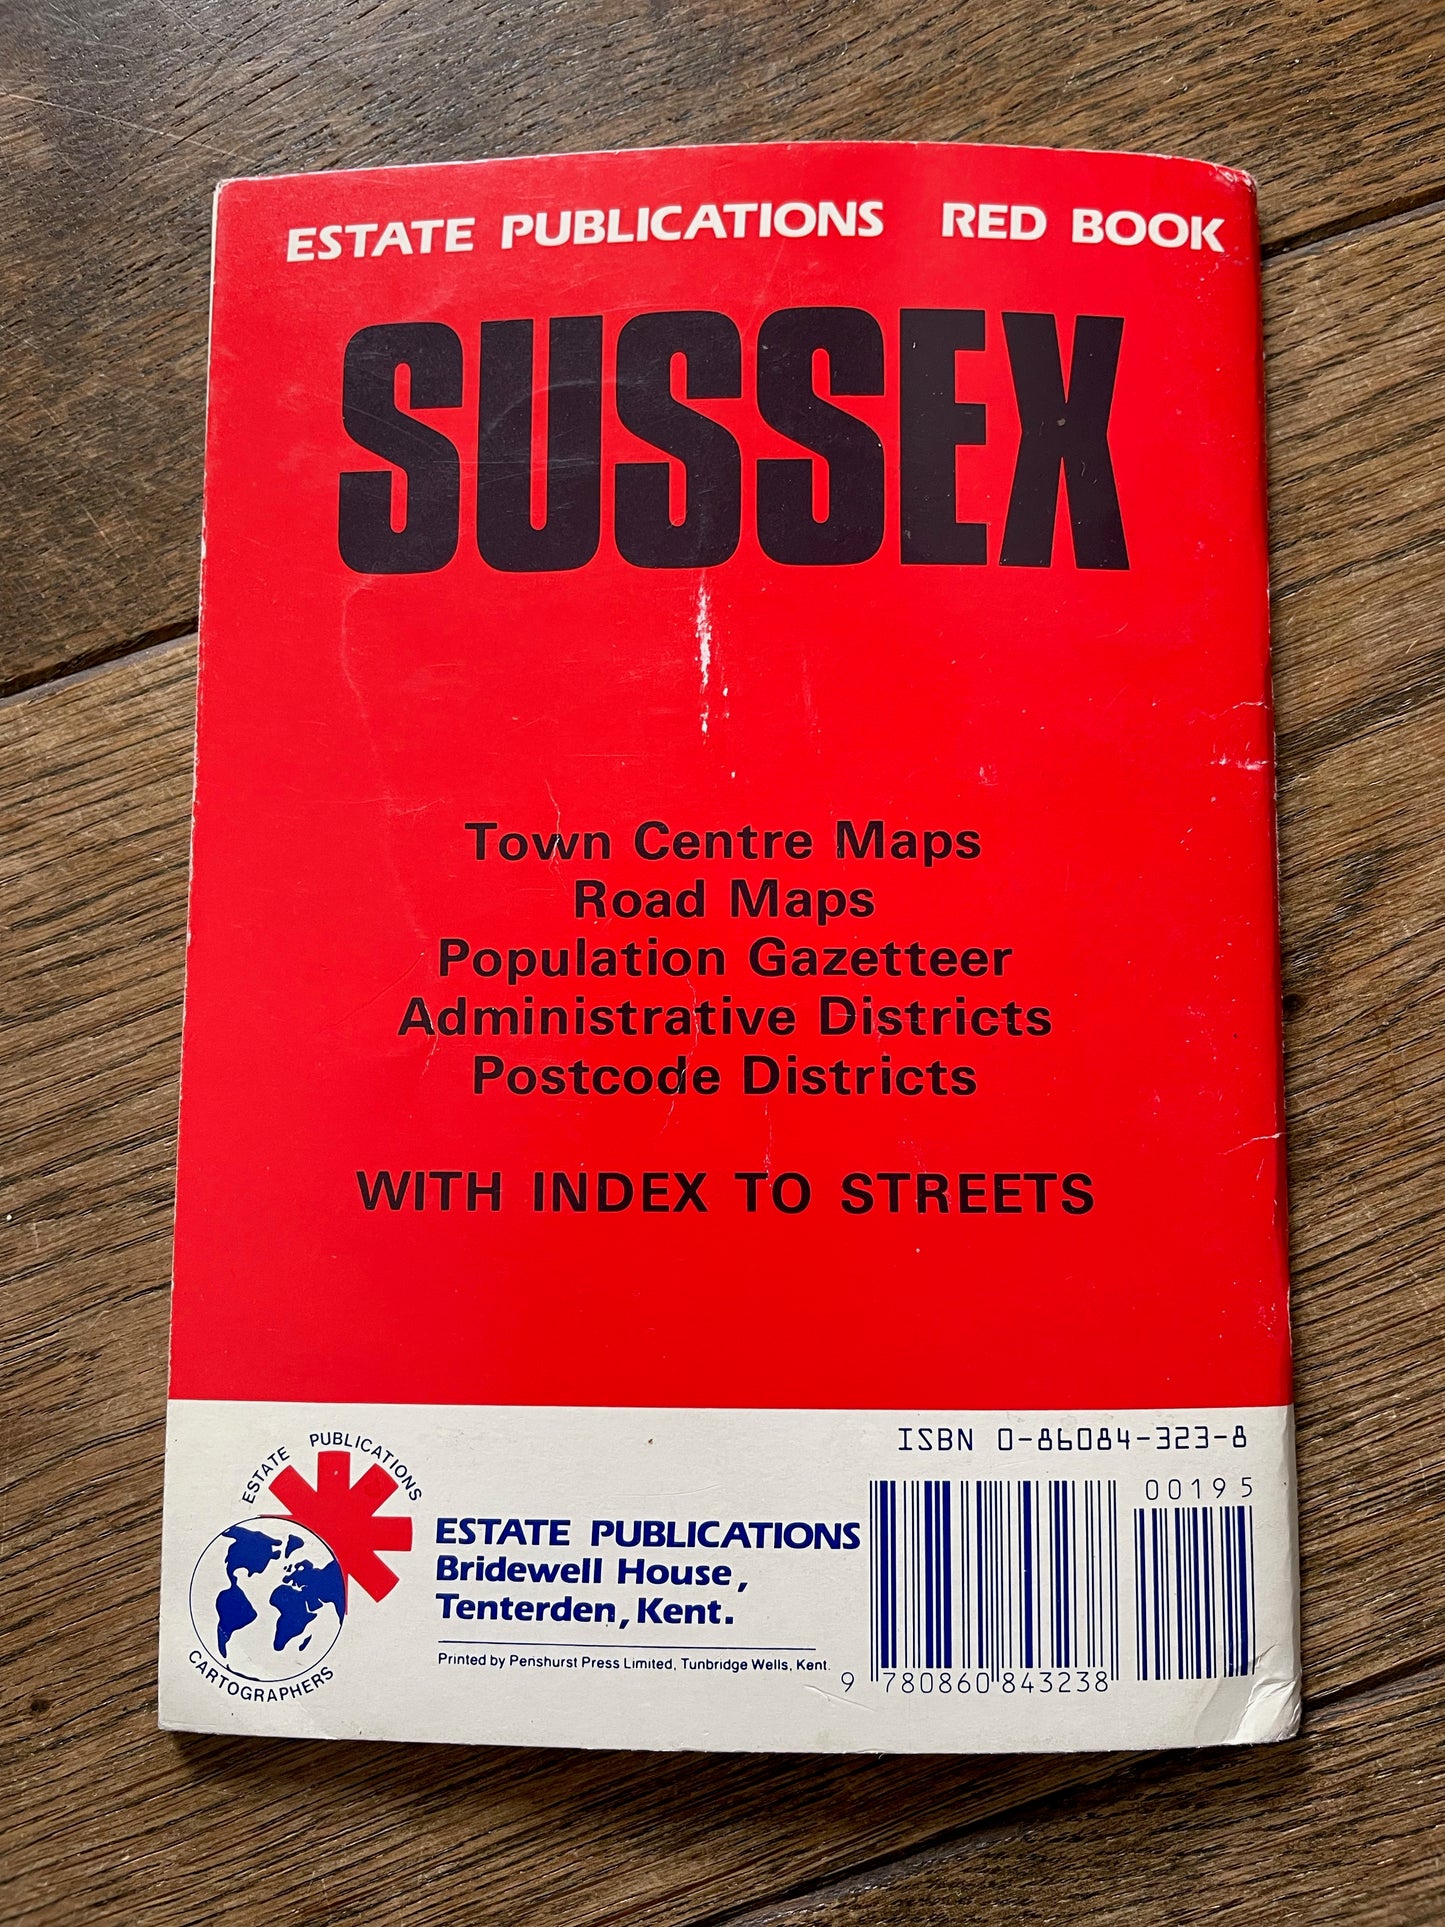 ESTATE PUBLICATIONS RED BOOK
SUSSEX
Town Centre Maps
Road Maps
Population Gazetteer
Administrative Districts
Postcode Districts
WITH INDEX TO STREETS
ESTATE PUBLICATIONS
CARTOGRAPHERS
ESTATE PUBLICATIONS
Bridewell House,
Tenterden, Kent.
Printed by Penshurst Press Limited, Tunbridge Wells, Kent.
ISBN 0-86084-323-8
00195
9 780860 843238